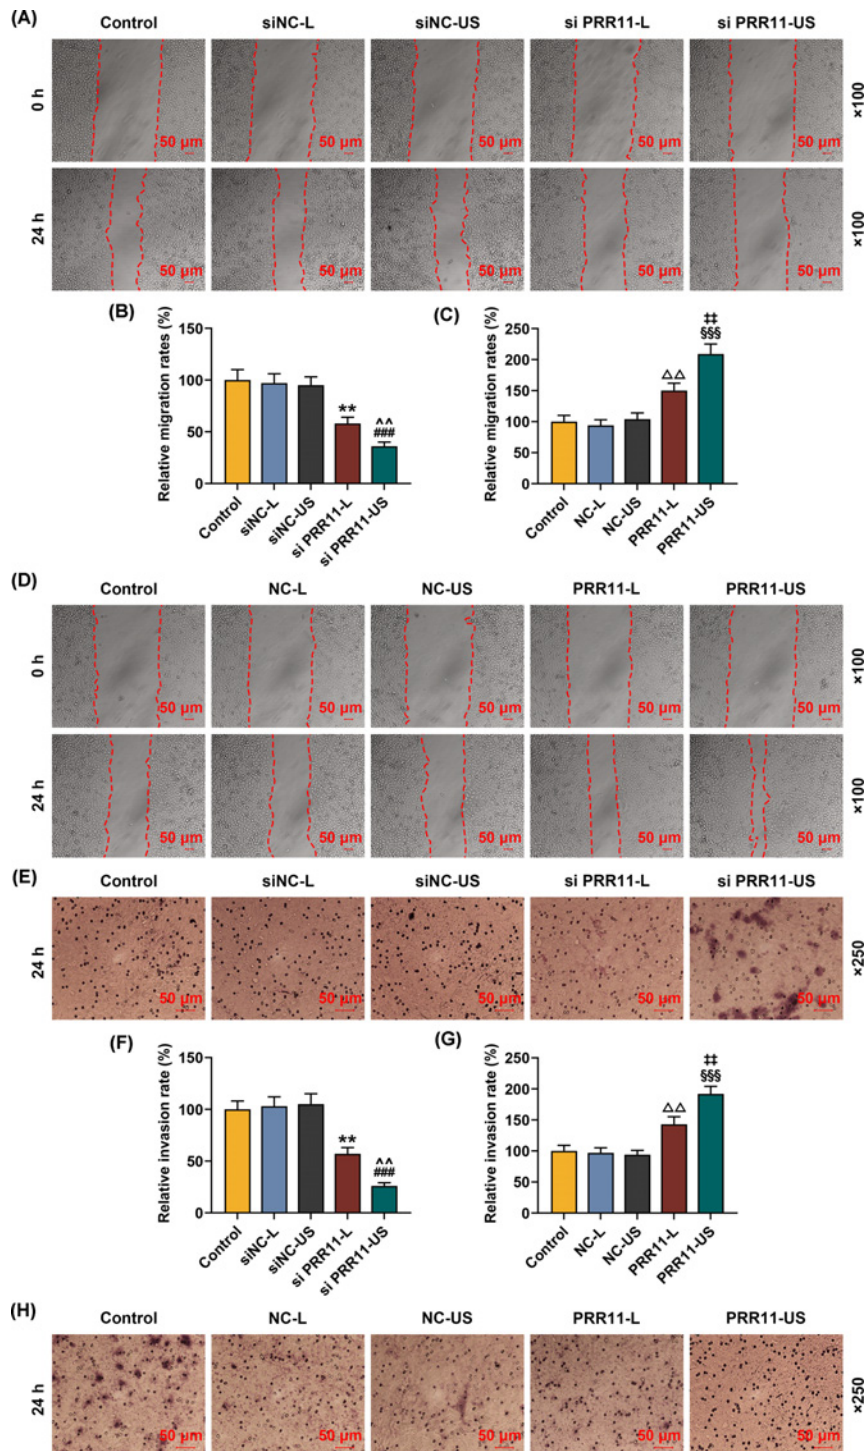 (A)
Control siNC-L siNC-US si PRR11-L si PRR11-US
0 h ×100
50 µm 50 µm 50 µm 50 µm 50 µm
24 h ×100
50 µm 50 µm 50 µm 50 µm 50 µm
(B)
Relative migration rates (%)
150
100
50
0
**
^^
###
Control siNC-L siNC-US si PRR11-L si PRR11-US
(C)
Relative migration rates (%)
250
200
150
100
50
0
△△
‡‡
§§§
Control NC-L NC-US PRR11-L PRR11-US
(D)
Control NC-L NC-US PRR11-L PRR11-US
0 h ×100
50 µm 50 µm 50 µm 50 µm 50 µm
24 h ×100
50 µm 50 µm 50 µm 50 µm 50 µm
(E)
Control siNC-L siNC-US si PRR11-L si PRR11-US
24 h ×250
50 µm 50 µm 50 µm 50 µm 50 µm
(F)
Relative invasion rate (%)
150
100
50
0
**
^^
###
Control siNC-L siNC-US si PRR11-L si PRR11-US
(G)
Relative invasion rate (%)
250
200
150
100
50
0
△△
‡‡
§§§
Control NC-L NC-US PRR11-L PRR11-US
(H)
Control NC-L NC-US PRR11-L PRR11-US
24 h ×250
50 µm 50 µm 50 µm 50 µm 50 µm